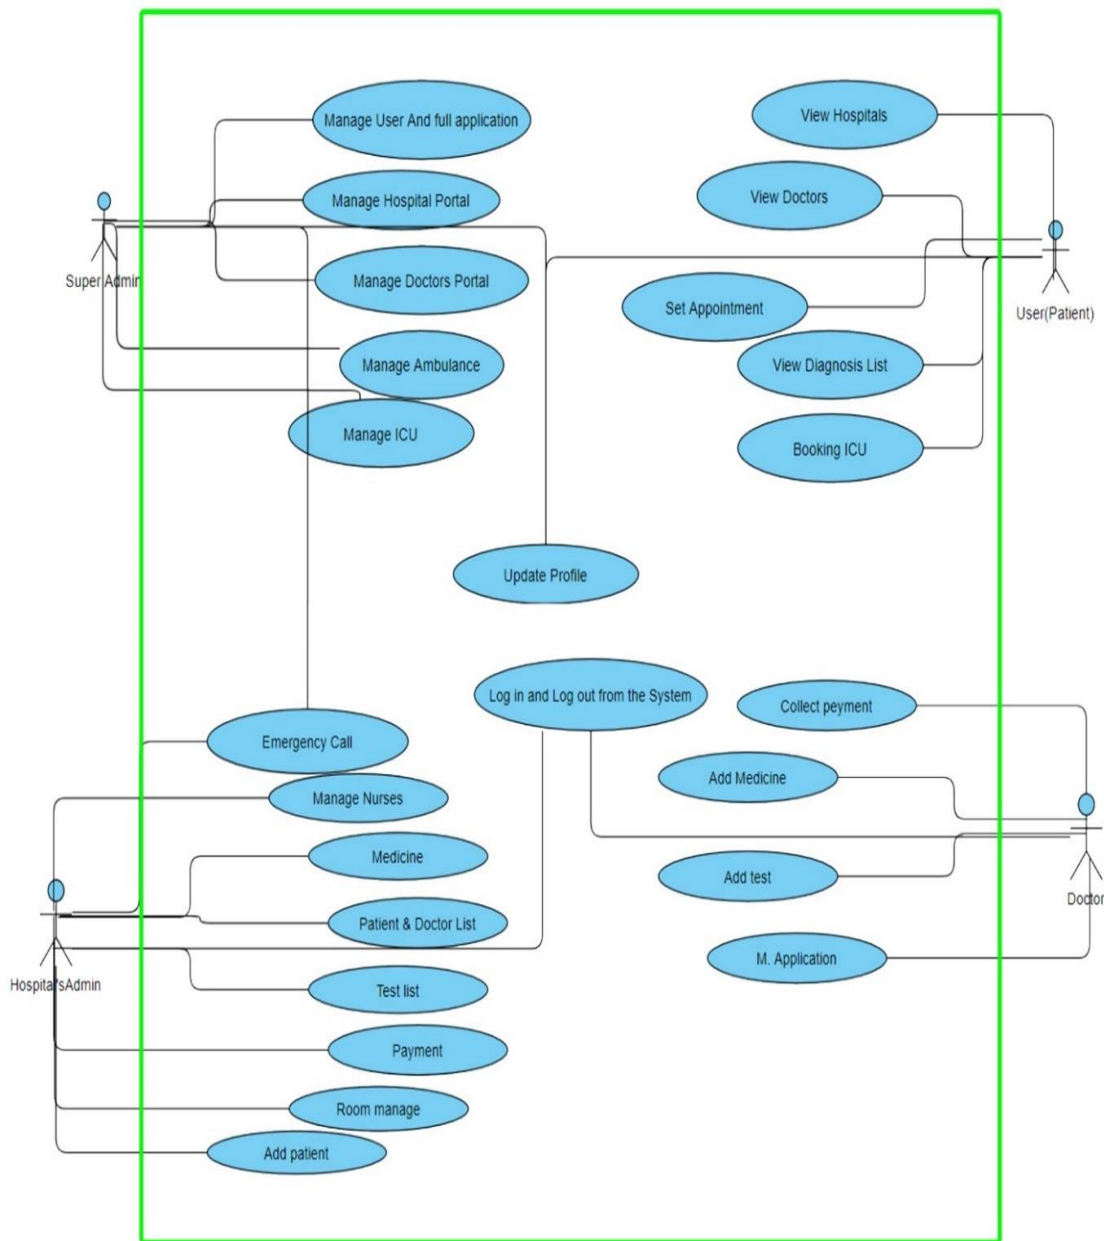 Manage User And full application
View Hospitals
Manage Hospital Portal
View Doctors
Super Admin
Manage Doctors Portal
Set Appointment
User(Patient)
Manage Ambulance
View Diagnosis List
Manage ICU
Booking ICU
Update Profile
Log in and Log out from the System
Collect peyment
Emergency Call
Add Medicine
Manage Nurses
Medicine
Add test
Doctor
Patient & Doctor List
M. Application
Hospital'sAdmin
Test list
Payment
Room manage
Add patient